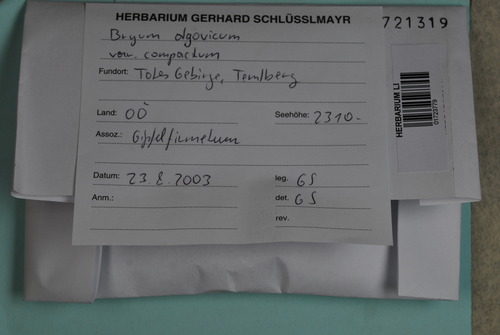 HERBARIUM GERHARD SCHLÜSSLMAYR
721319
Bryum algovicum
var. compactum
Fundort: Totes Gebirge, Temlberg
Land: OÖ Seehöhe: 2310.-
Assoz.: Gipfelfirmetum
Datum: 23.8.2003 leg. GS
Anm.: det. GS
rev.
HERBARIUM LI
01723779